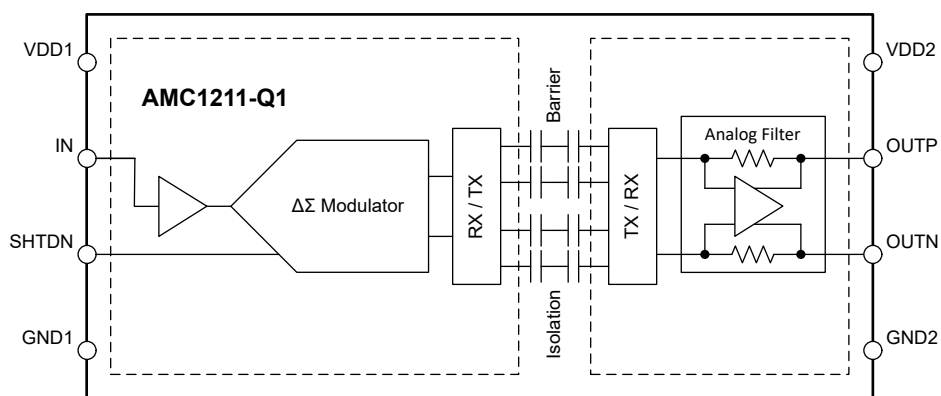 VDD1
VDD2
AMC1211-Q1
Barrier
Analog Filter
IN
OUTP
ΔΣ Modulator
RX / TX
TX / RX
SHTDN
OUTN
Isolation
GND1
GND2